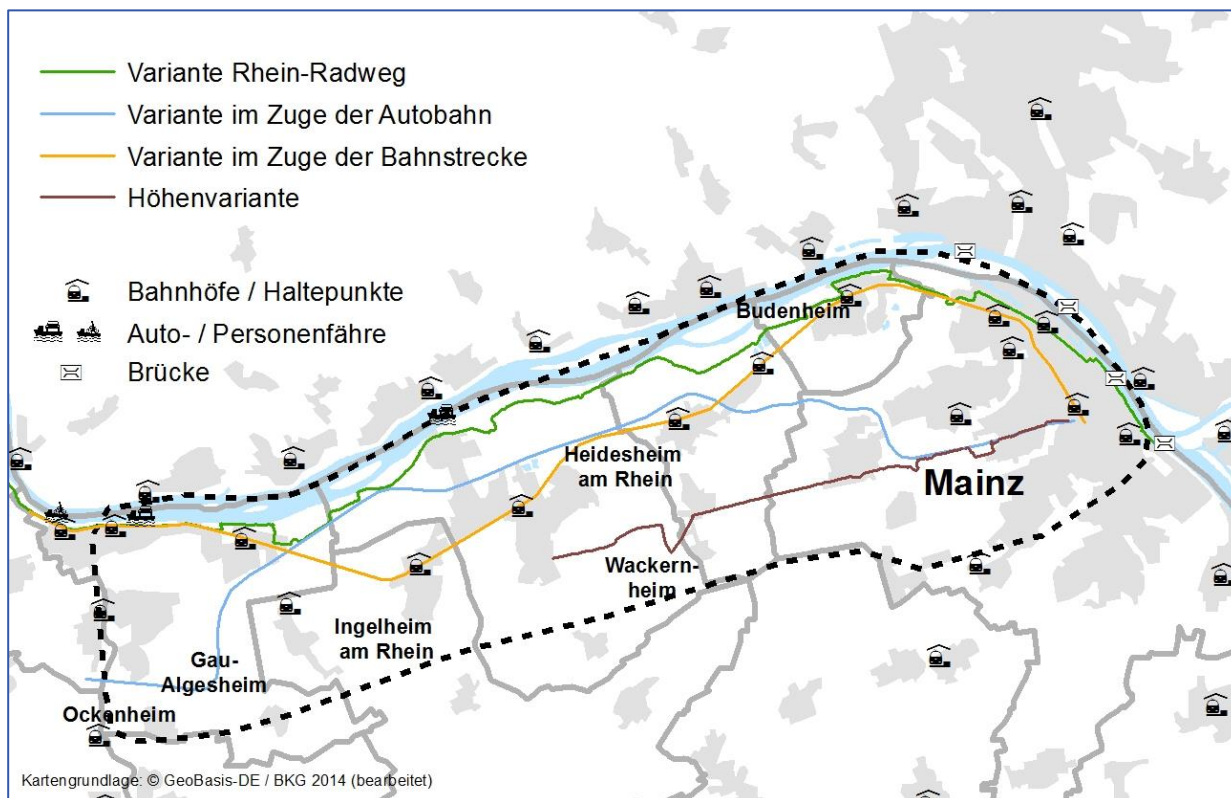 Variante Rhein-Radweg
Variante im Zuge der Autobahn
Variante im Zuge der Bahnstrecke
Höhenvariante
Bahnhöfe / Haltepunkte
Auto- / Personenfähre
Brücke
Budenheim
Heidesheim
am Rhein
Mainz
Wackern-
heim
Ingelheim
am Rhein
Gau-
Algesheim
Ockenheim
Kartengrundlage: © GeoBasis-DE / BKG 2014 (bearbeitet)